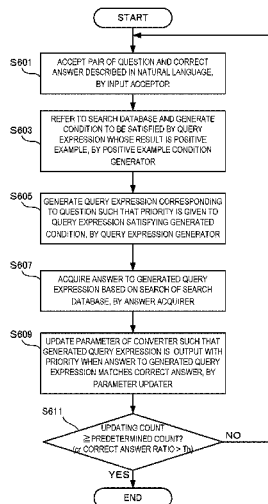 START
S601
ACCEPT PAIR OF QUESTION AND CORRECT
ANSWER DESCRIBED IN NATURAL LANGUAGE,
BY INPUT ACCEPTOR
S603
REFER TO SEARCH DATABASE AND GENERATE
CONDITION TO BE SATISFIED BY QUERY
EXPRESSION WHOSE RESULT IS POSITIVE
EXAMPLE, BY POSITIVE EXAMPLE CONDITION
GENERATOR
S605
GENERATE QUERY EXPRESSION CORRESPONDING
TO QUESTION SUCH THAT PRIORITY IS GIVEN TO
QUERY EXPRESSION SATISFYING GENERATED
CONDITION, BY QUERY EXPRESSION GENERATOR
S607
ACQUIRE ANSWER TO GENERATED QUERY
EXPRESSION BASED ON SEARCH OF SEARCH
DATABASE, BY ANSWER ACQUIRER
S609
UPDATE PARAMETER OF CONVERTER SUCH THAT
GENERATED QUERY EXPRESSION IS OUTPUT WITH
PRIORITY WHEN ANSWER TO GENERATED QUERY
EXPRESSION MATCHES CORRECT ANSWER, BY
PARAMETER UPDATER
S611
UPDATING COUNT
≧PREDETERMINED COUNT?
(or CORRECT ANSWER RATIO > Th)
NO
YES
END